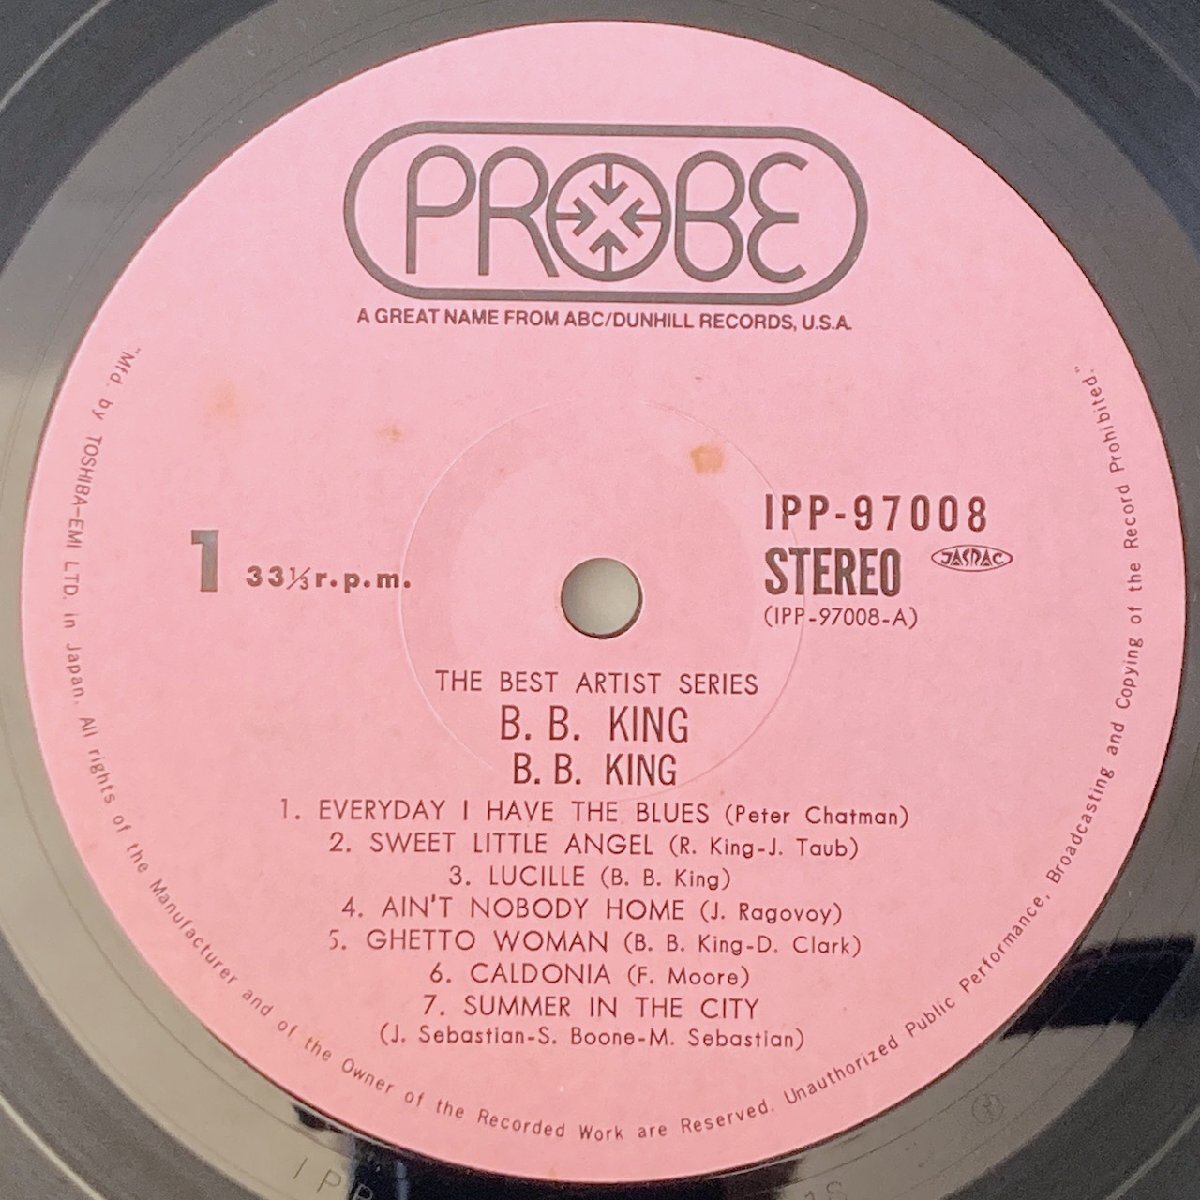 PROBE
A GREAT NAME FROM ABC/DUNHILL RECORDS, U.S.A.
IPP-97008
STEREO JASRAC
(IPP-97008-A)
1 33⅓ r.p.m.
THE BEST ARTIST SERIES
B. B. KING
B. B. KING
1. EVERYDAY I HAVE THE BLUES (Peter Chatman)
2. SWEET LITTLE ANGEL (R. King-J. Taub)
3. LUCILLE (B. B. King)
4. AIN'T NOBODY HOME (J. Ragovoy)
5. GHETTO WOMAN (B. B. King-D. Clark)
6. CALDONIA (F. Moore)
7. SUMMER IN THE CITY
(J. Sebastian-S. Boone-M. Sebastian)
"Mfd. by TOSHIBA-EMI LTD. in Japan. All rights of the Manufacturer and of the Owner of the Recorded Work are Reserved. Unauthorized Public Performance, Broadcasting and Copying of the Record Prohibited."